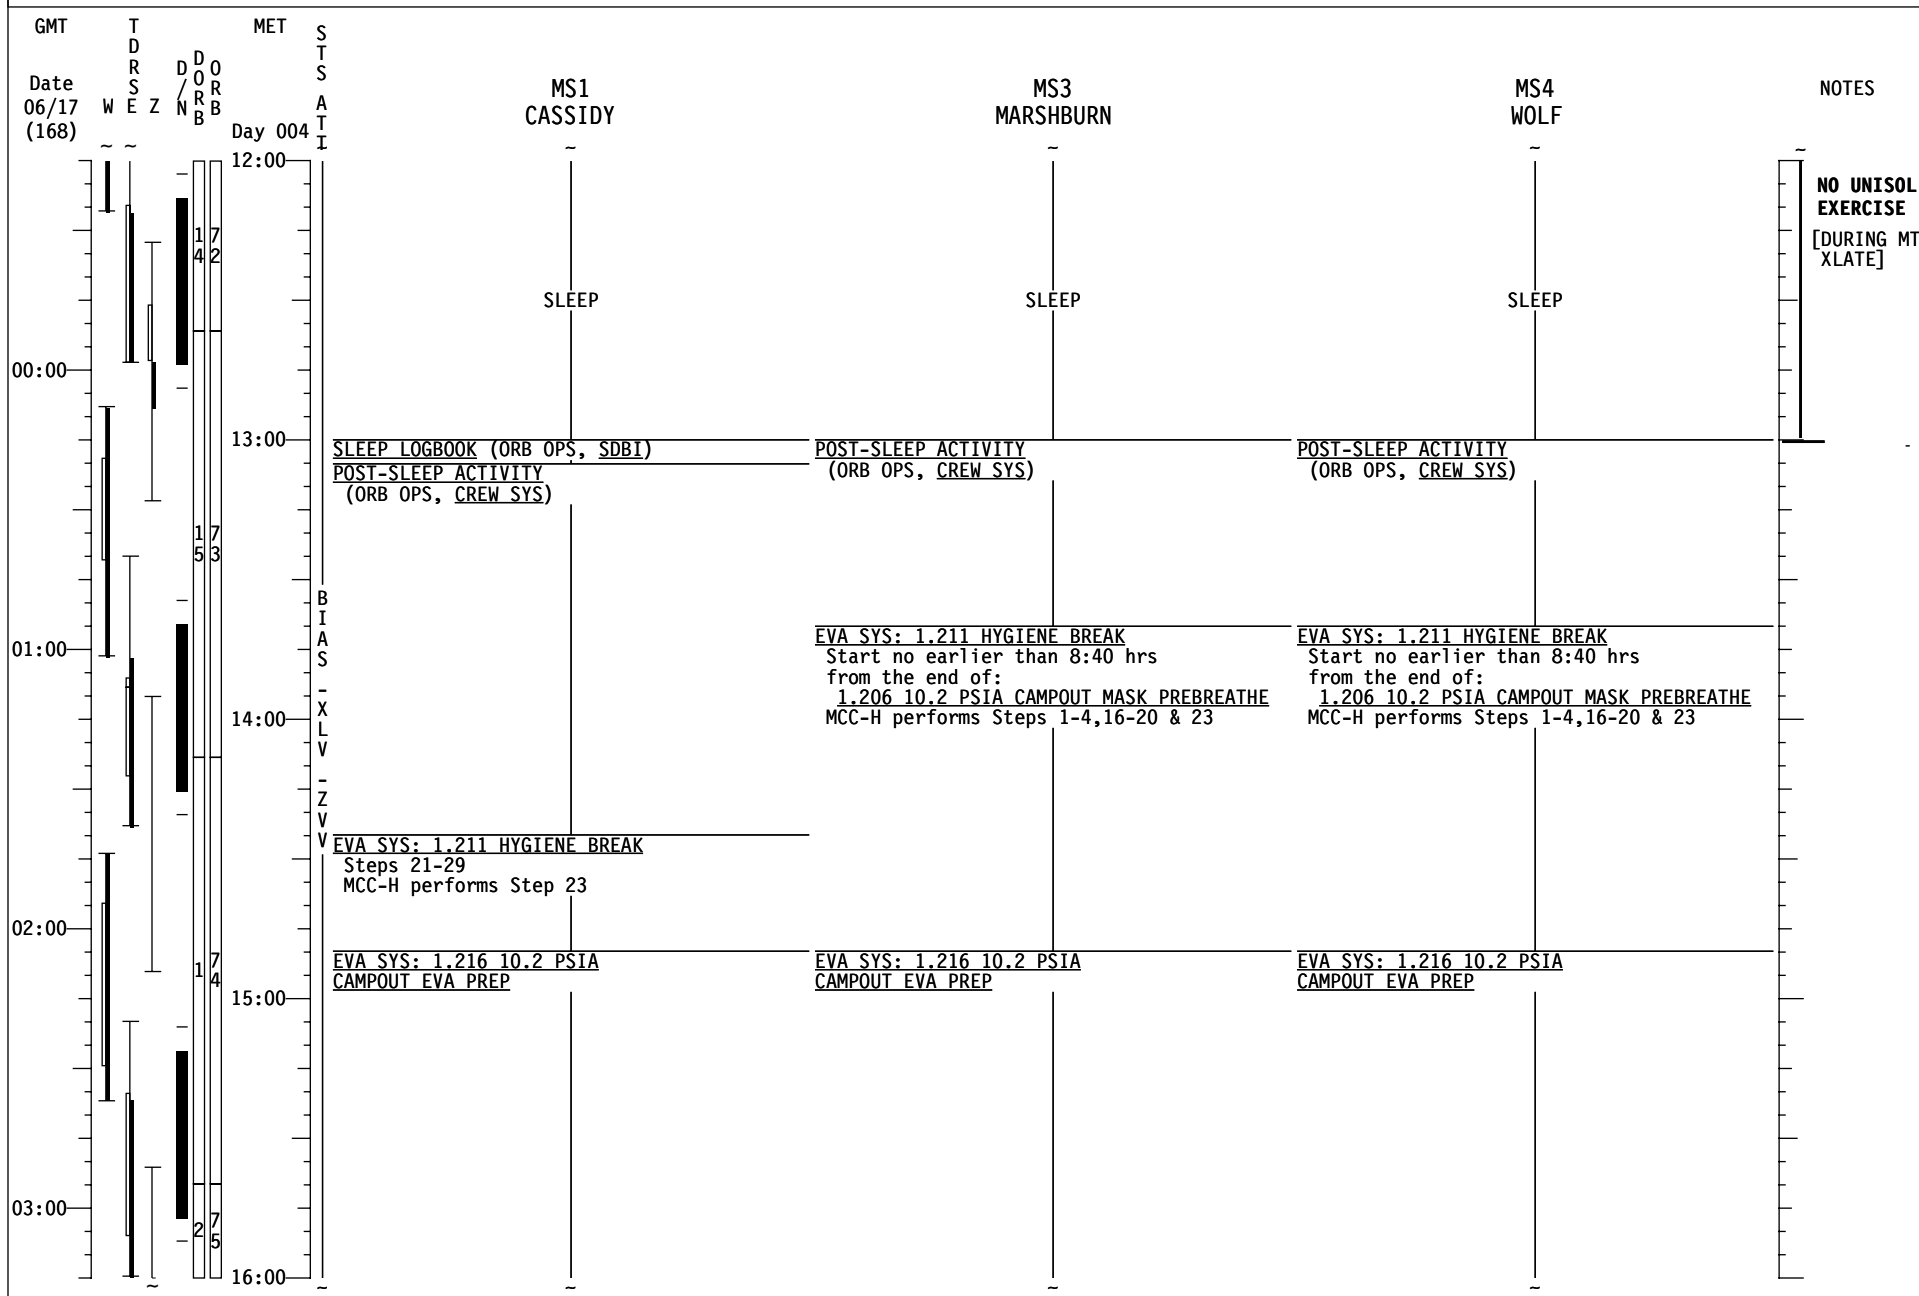 GMT
TDRS
MET
STS ATT
Date
06/17
(168)
W E Z
D/N
DORB
ORB
Day 004
MS1
CASSIDY
MS3
MARSHBURN
MS4
WOLF
NOTES
12:00
NO UNISOL
EXERCISE
[DURING MT
XLATE]
14
72
SLEEP
SLEEP
SLEEP
00:00
13:00
SLEEP LOGBOOK (ORB OPS, SDBI)
POST-SLEEP ACTIVITY
(ORB OPS, CREW SYS)
POST-SLEEP ACTIVITY
(ORB OPS, CREW SYS)
POST-SLEEP ACTIVITY
(ORB OPS, CREW SYS)
15
73
BIAS -XLV -ZVV
01:00
EVA SYS: 1.211 HYGIENE BREAK
Start no earlier than 8:40 hrs
from the end of:
1.206 10.2 PSIA CAMPOUT MASK PREBREATHE
MCC-H performs Steps 1-4,16-20 & 23
EVA SYS: 1.211 HYGIENE BREAK
Start no earlier than 8:40 hrs
from the end of:
1.206 10.2 PSIA CAMPOUT MASK PREBREATHE
MCC-H performs Steps 1-4,16-20 & 23
14:00
EVA SYS: 1.211 HYGIENE BREAK
Steps 21-29
MCC-H performs Step 23
02:00
1
74
EVA SYS: 1.216 10.2 PSIA
CAMPOUT EVA PREP
EVA SYS: 1.216 10.2 PSIA
CAMPOUT EVA PREP
EVA SYS: 1.216 10.2 PSIA
CAMPOUT EVA PREP
15:00
03:00
2
75
16:00